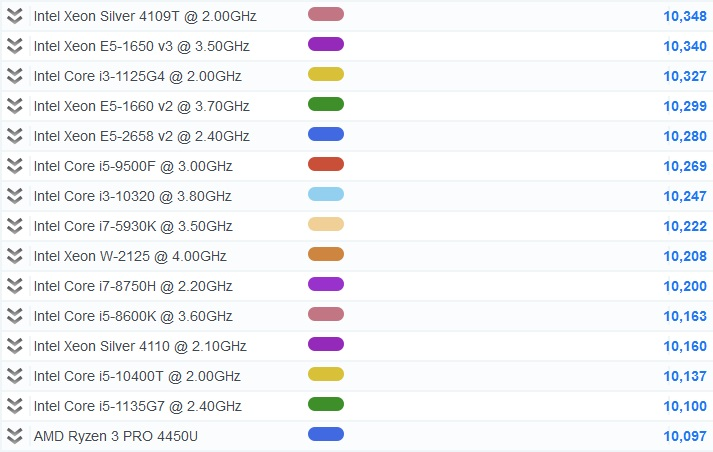 Intel Xeon Silver 4109T @ 2.00GHz 10,348
Intel Xeon E5-1650 v3 @ 3.50GHz 10,340
Intel Core i3-1125G4 @ 2.00GHz 10,327
Intel Xeon E5-1660 v2 @ 3.70GHz 10,299
Intel Xeon E5-2658 v2 @ 2.40GHz 10,280
Intel Core i5-9500F @ 3.00GHz 10,269
Intel Core i3-10320 @ 3.80GHz 10,247
Intel Core i7-5930K @ 3.50GHz 10,222
Intel Xeon W-2125 @ 4.00GHz 10,208
Intel Core i7-8750H @ 2.20GHz 10,200
Intel Core i5-8600K @ 3.60GHz 10,163
Intel Xeon Silver 4110 @ 2.10GHz 10,160
Intel Core i5-10400T @ 2.00GHz 10,137
Intel Core i5-1135G7 @ 2.40GHz 10,100
AMD Ryzen 3 PRO 4450U 10,097